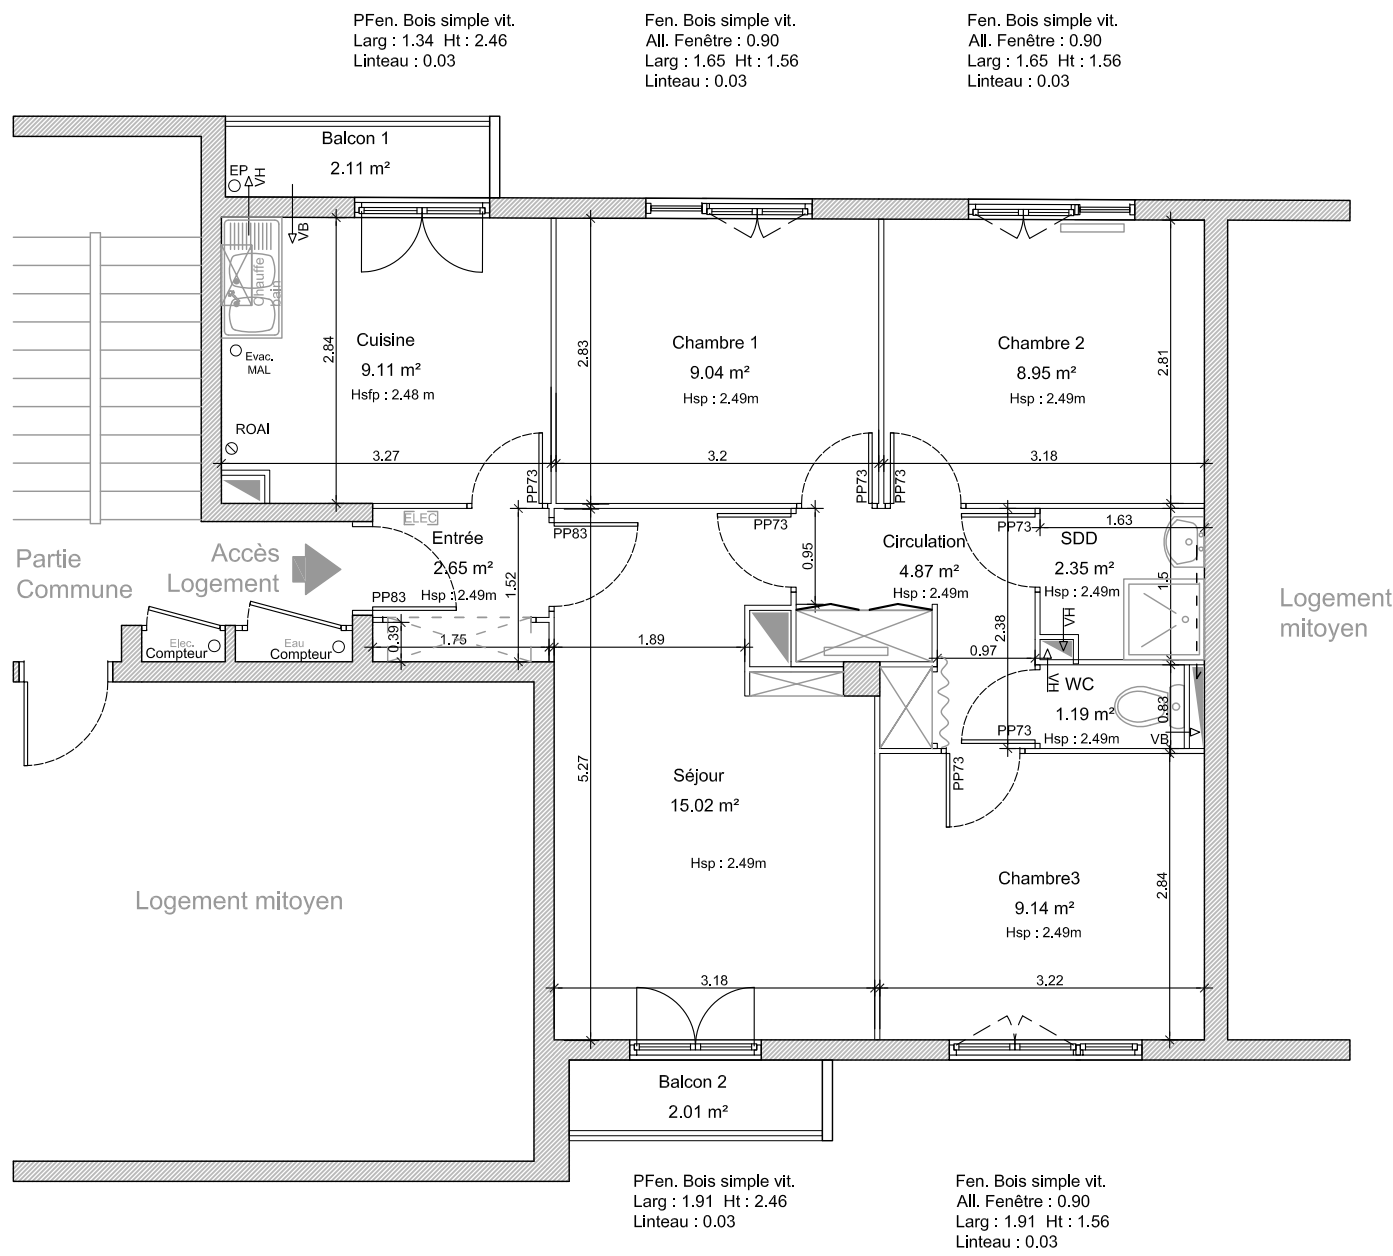 PFen. Bois simple vit.
Larg : 1.34 Ht : 2.46
Linteau : 0.03
Fen. Bois simple vit.
All. Fenêtre : 0.90
Larg : 1.65 Ht : 1.56
Linteau : 0.03
Fen. Bois simple vit.
All. Fenêtre : 0.90
Larg : 1.65 Ht : 1.56
Linteau : 0.03
Balcon 1
2.11 m²
EP
VH
VB
Chauffe
bain
Evac.
MAL
ROAI
Cuisine
9.11 m²
Hsfp : 2.48 m
2.84
3.27
PP73
Chambre 1
9.04 m²
Hsp : 2.49m
2.83
3.2
PP73
Chambre 2
8.95 m²
Hsp : 2.49m
2.81
3.18
PP73
Partie
Commune
Accès
Logement
ELEC
Entrée
2.65 m²
Hsp : 2.49m
PP83
1.52
0.39
1.75
PP83
PP73
0.95
1.89
Circulation
4.87 m²
Hsp : 2.49m
PP73
2.38
0.97
SDD
2.35 m²
Hsp : 2.49m
1.63
1.5
VH
VH
WC
1.19 m²
Hsp : 2.49m
0.83
VB
PP73
PP73
Elec.
Compteur
Eau
Compteur
Logement
mitoyen
Séjour
15.02 m²
Hsp : 2.49m
5.27
3.18
Chambre3
9.14 m²
Hsp : 2.49m
2.84
3.22
Logement mitoyen
Balcon 2
2.01 m²
PFen. Bois simple vit.
Larg : 1.91 Ht : 2.46
Linteau : 0.03
Fen. Bois simple vit.
All. Fenêtre : 0.90
Larg : 1.91 Ht : 1.56
Linteau : 0.03